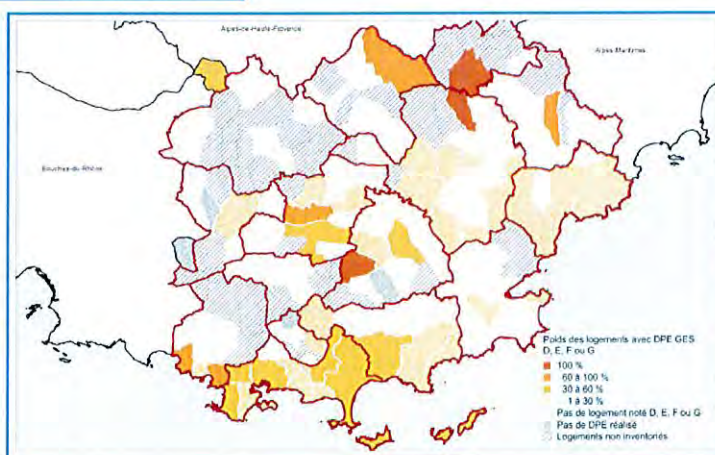 Alpes-de-Haute-Provence
Alpes-Maritimes
Bouches-du-Rhône
Poids des logements avec DPE GES
D, E, F ou G
100 %
60 à 100 %
30 à 60 %
1 à 30 %
Pas de logement noté D, E, F ou G
Pas de DPE réalisé
Logements non inventoriés